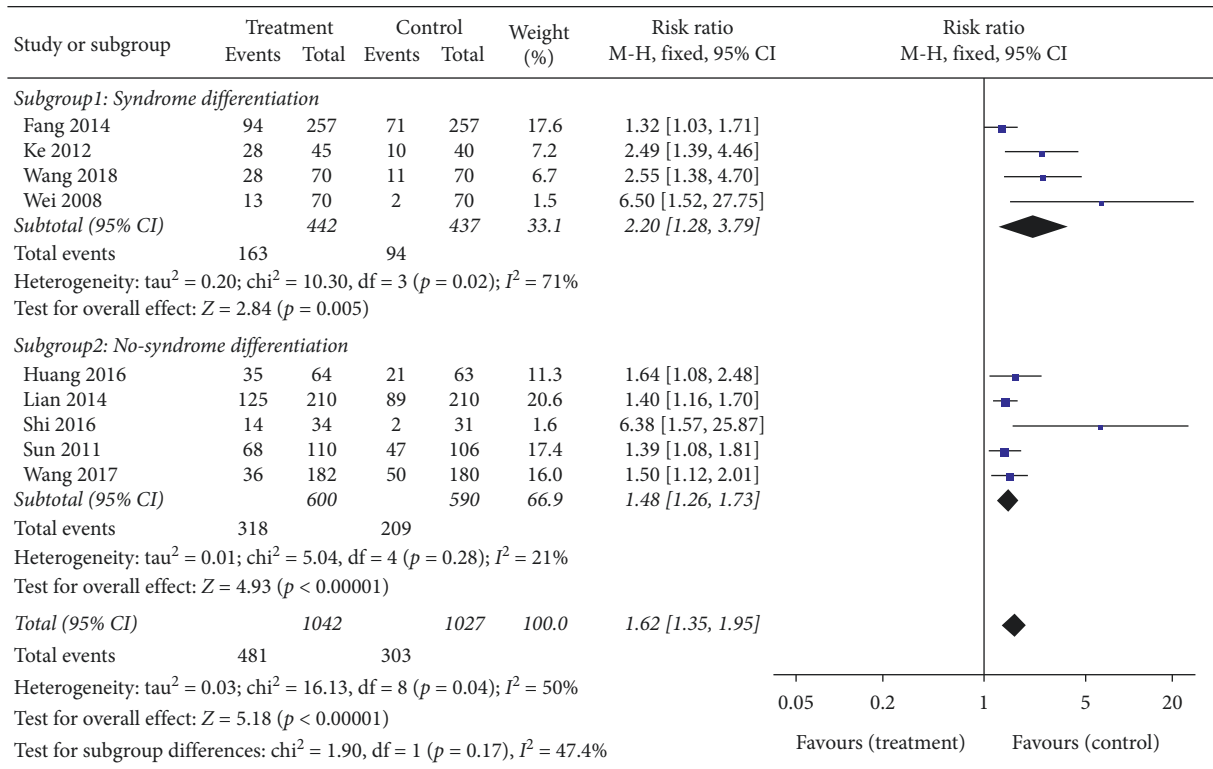 Study or subgroup Treatment Control Weight (%) Risk ratio M-H, fixed, 95% CI Risk ratio M-H, fixed, 95% CI
Events Total Events Total
Subgroup1: Syndrome differentiation
Fang 2014 94 257 71 257 17.6 1.32 [1.03, 1.71]
Ke 2012 28 45 10 40 7.2 2.49 [1.39, 4.46]
Wang 2018 28 70 11 70 6.7 2.55 [1.38, 4.70]
Wei 2008 13 70 2 70 1.5 6.50 [1.52, 27.75]
Subtotal (95% CI) 442 437 33.1 2.20 [1.28, 3.79]
Total events 163 94
Heterogeneity: tau² = 0.20; chi² = 10.30, df = 3 (p = 0.02); I² = 71%
Test for overall effect: Z = 2.84 (p = 0.005)
Subgroup2: No-syndrome differentiation
Huang 2016 35 64 21 63 11.3 1.64 [1.08, 2.48]
Lian 2014 125 210 89 210 20.6 1.40 [1.16, 1.70]
Shi 2016 14 34 2 31 1.6 6.38 [1.57, 25.87]
Sun 2011 68 110 47 106 17.4 1.39 [1.08, 1.81]
Wang 2017 36 182 50 180 16.0 1.50 [1.12, 2.01]
Subtotal (95% CI) 600 590 66.9 1.48 [1.26, 1.73]
Total events 318 209
Heterogeneity: tau² = 0.01; chi² = 5.04, df = 4 (p = 0.28); I² = 21%
Test for overall effect: Z = 4.93 (p < 0.00001)
Total (95% CI) 1042 1027 100.0 1.62 [1.35, 1.95]
Total events 481 303
Heterogeneity: tau² = 0.03; chi² = 16.13, df = 8 (p = 0.04); I² = 50%
Test for overall effect: Z = 5.18 (p < 0.00001)
Test for subgroup differences: chi² = 1.90, df = 1 (p = 0.17), I² = 47.4%
0.05 0.2 1 5 20
Favours (treatment) Favours (control)